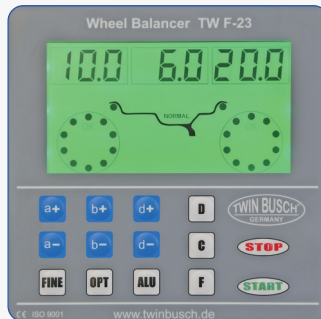 Wheel Balancer TW F-23
10.0 6.0 20.0
NORMAL
a+ b+ d+ D
TWIN BUSCH
GERMANY
a- b- d- C STOP
FINE OPT ALU F START
CE ISO 9001 www.twinbusch.de